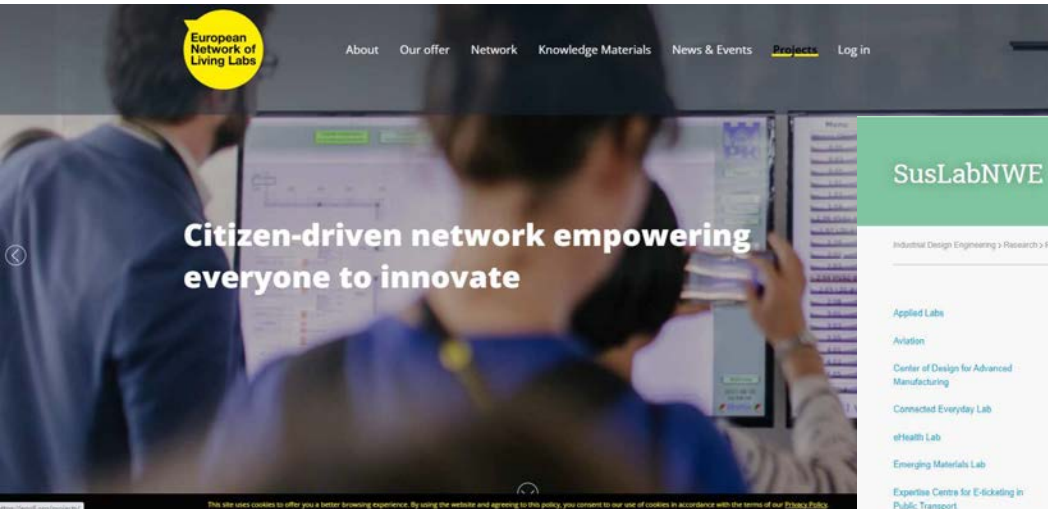 European
Network of
Living Labs
About Our offer Network Knowledge Materials News & Events Projects Log in
Citizen-driven network empowering
everyone to innovate
This site uses cookies to offer you a better browsing experience. By using the website and agreeing to this policy, you consent to our use of cookies in accordance with the terms of our Privacy Policy.
SusLabNWE
Industrial Design Engineering > Research >
Applied Labs
Aviation
Center of Design for Advanced
Manufacturing
Connected Everyday Lab
eHealth Lab
Emerging Materials Lab
Expertise Centre for E-ticketing in
Public Transport